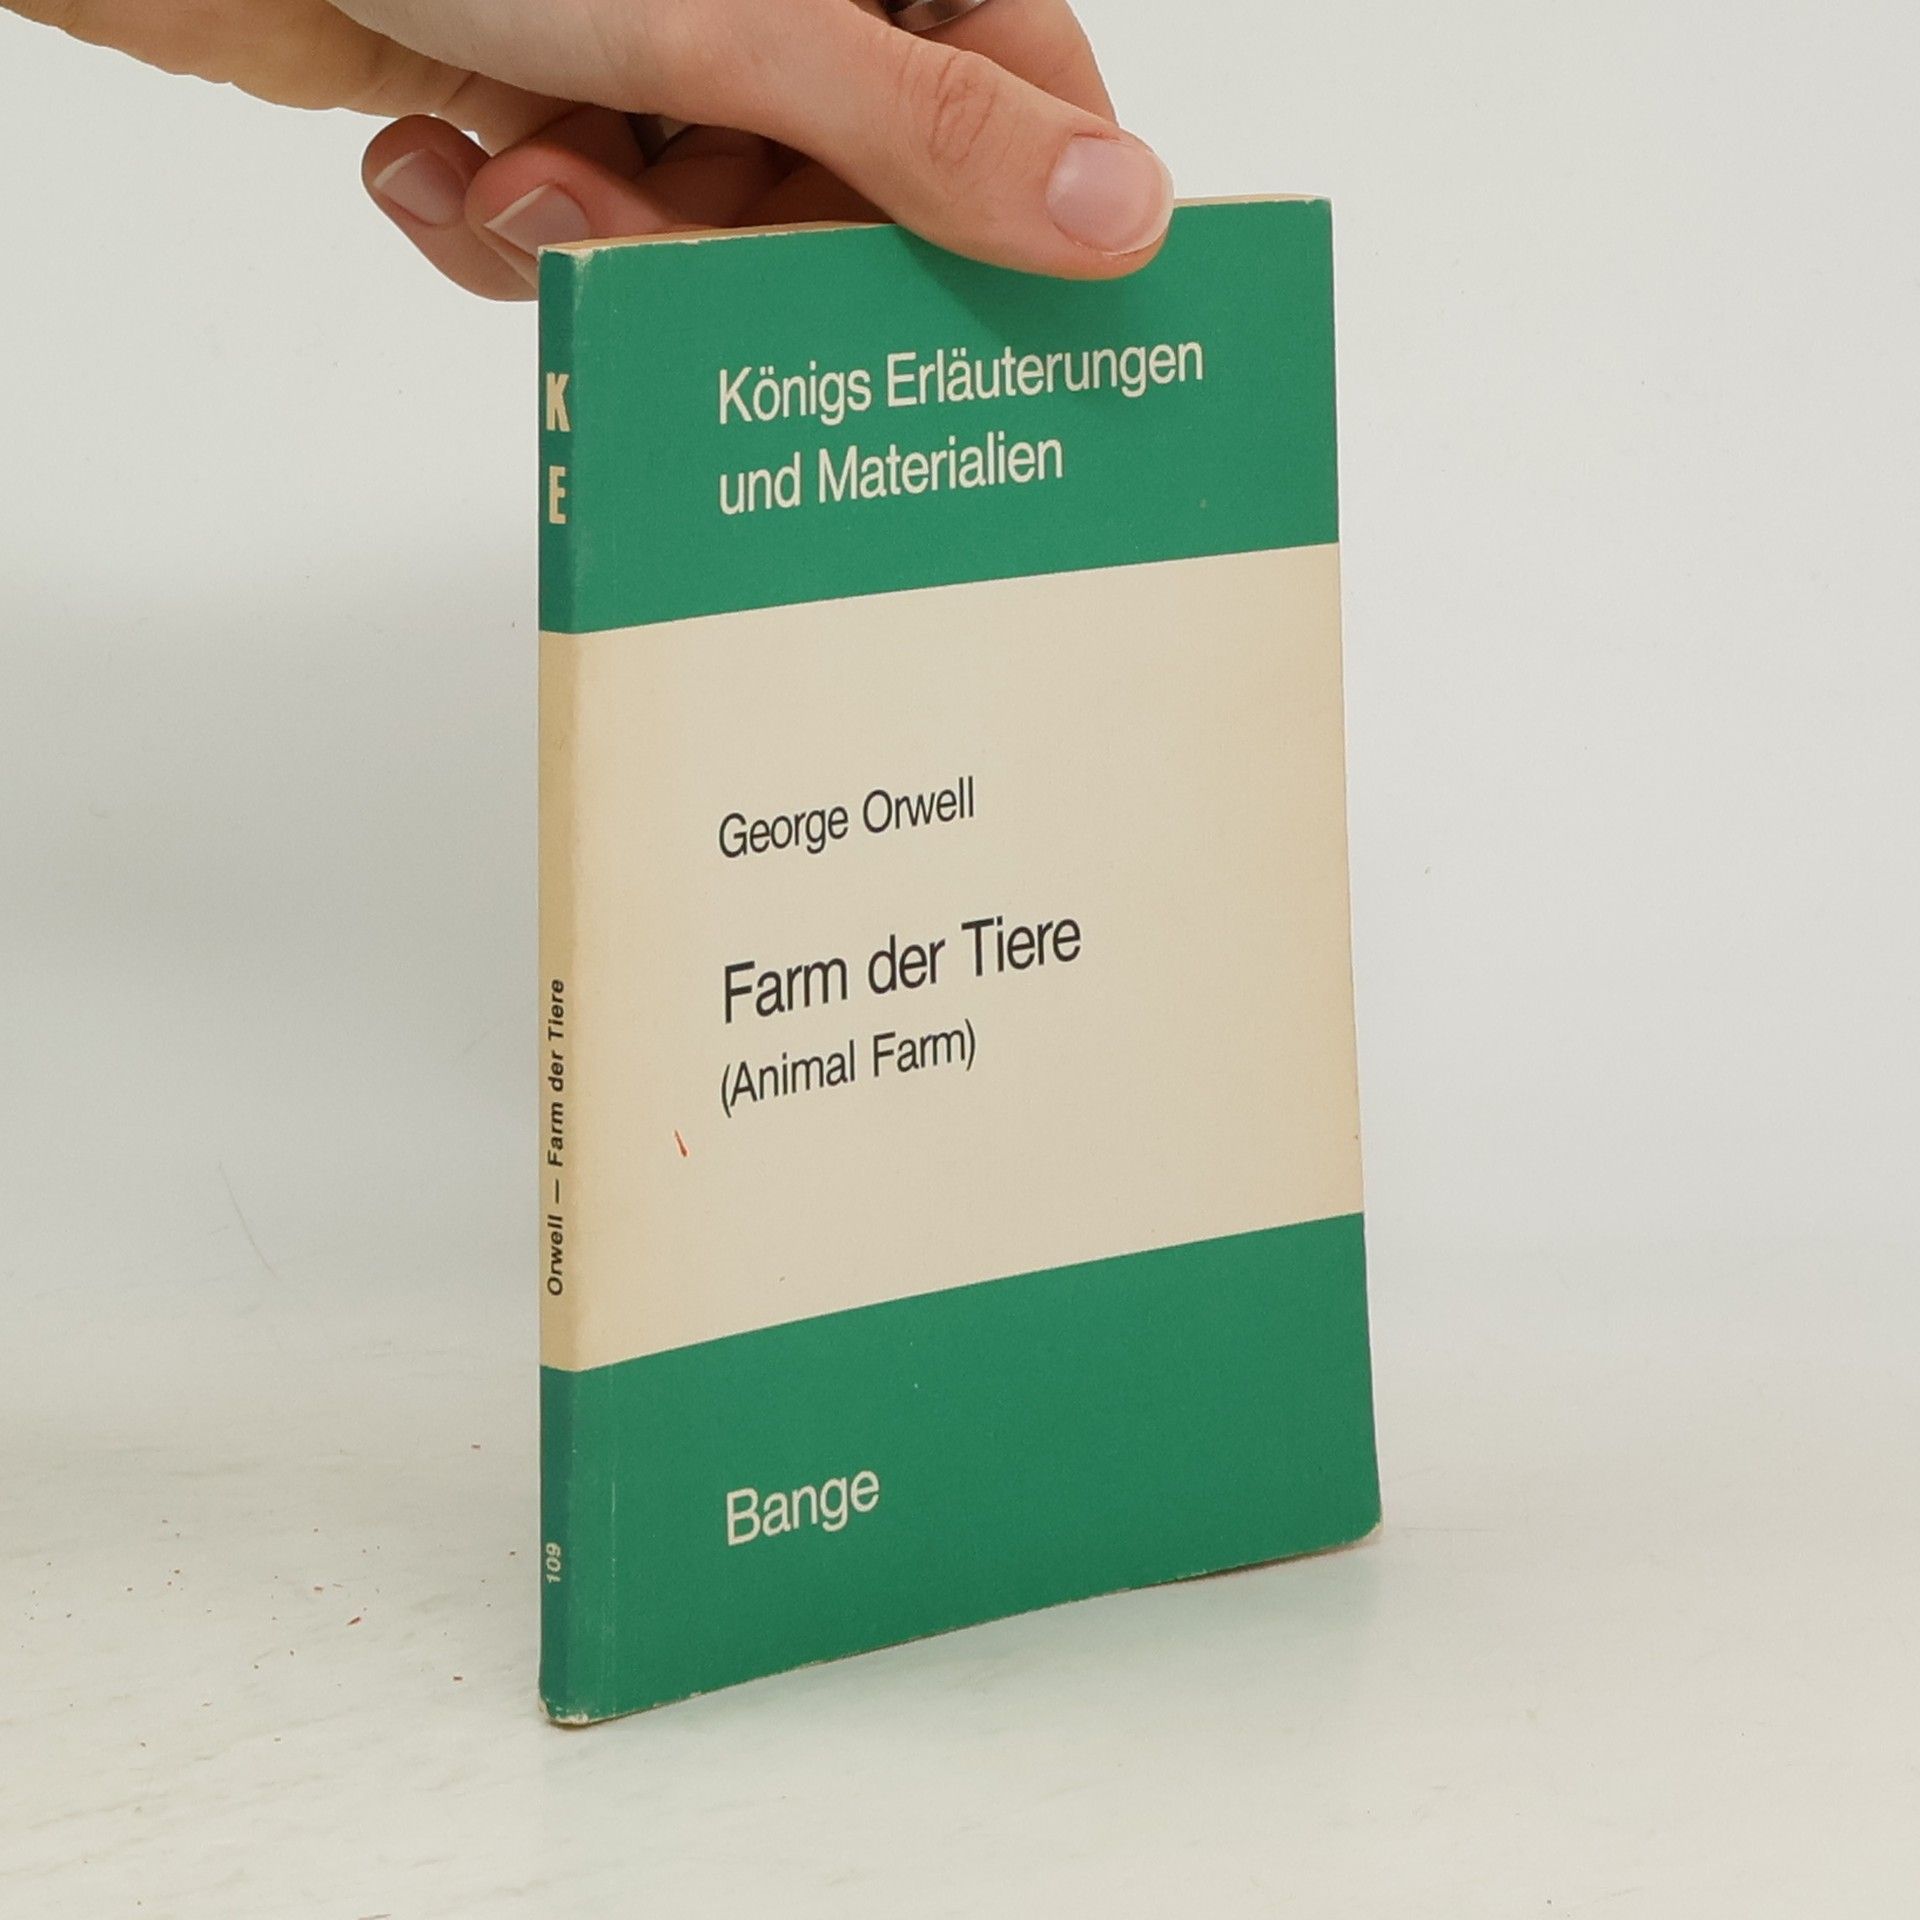 Königs Erläuterungen
und Materialien
George Orwell
Farm der Tiere
(Animal Farm)
Bange
K
E
Orwell — Farm der Tiere
109